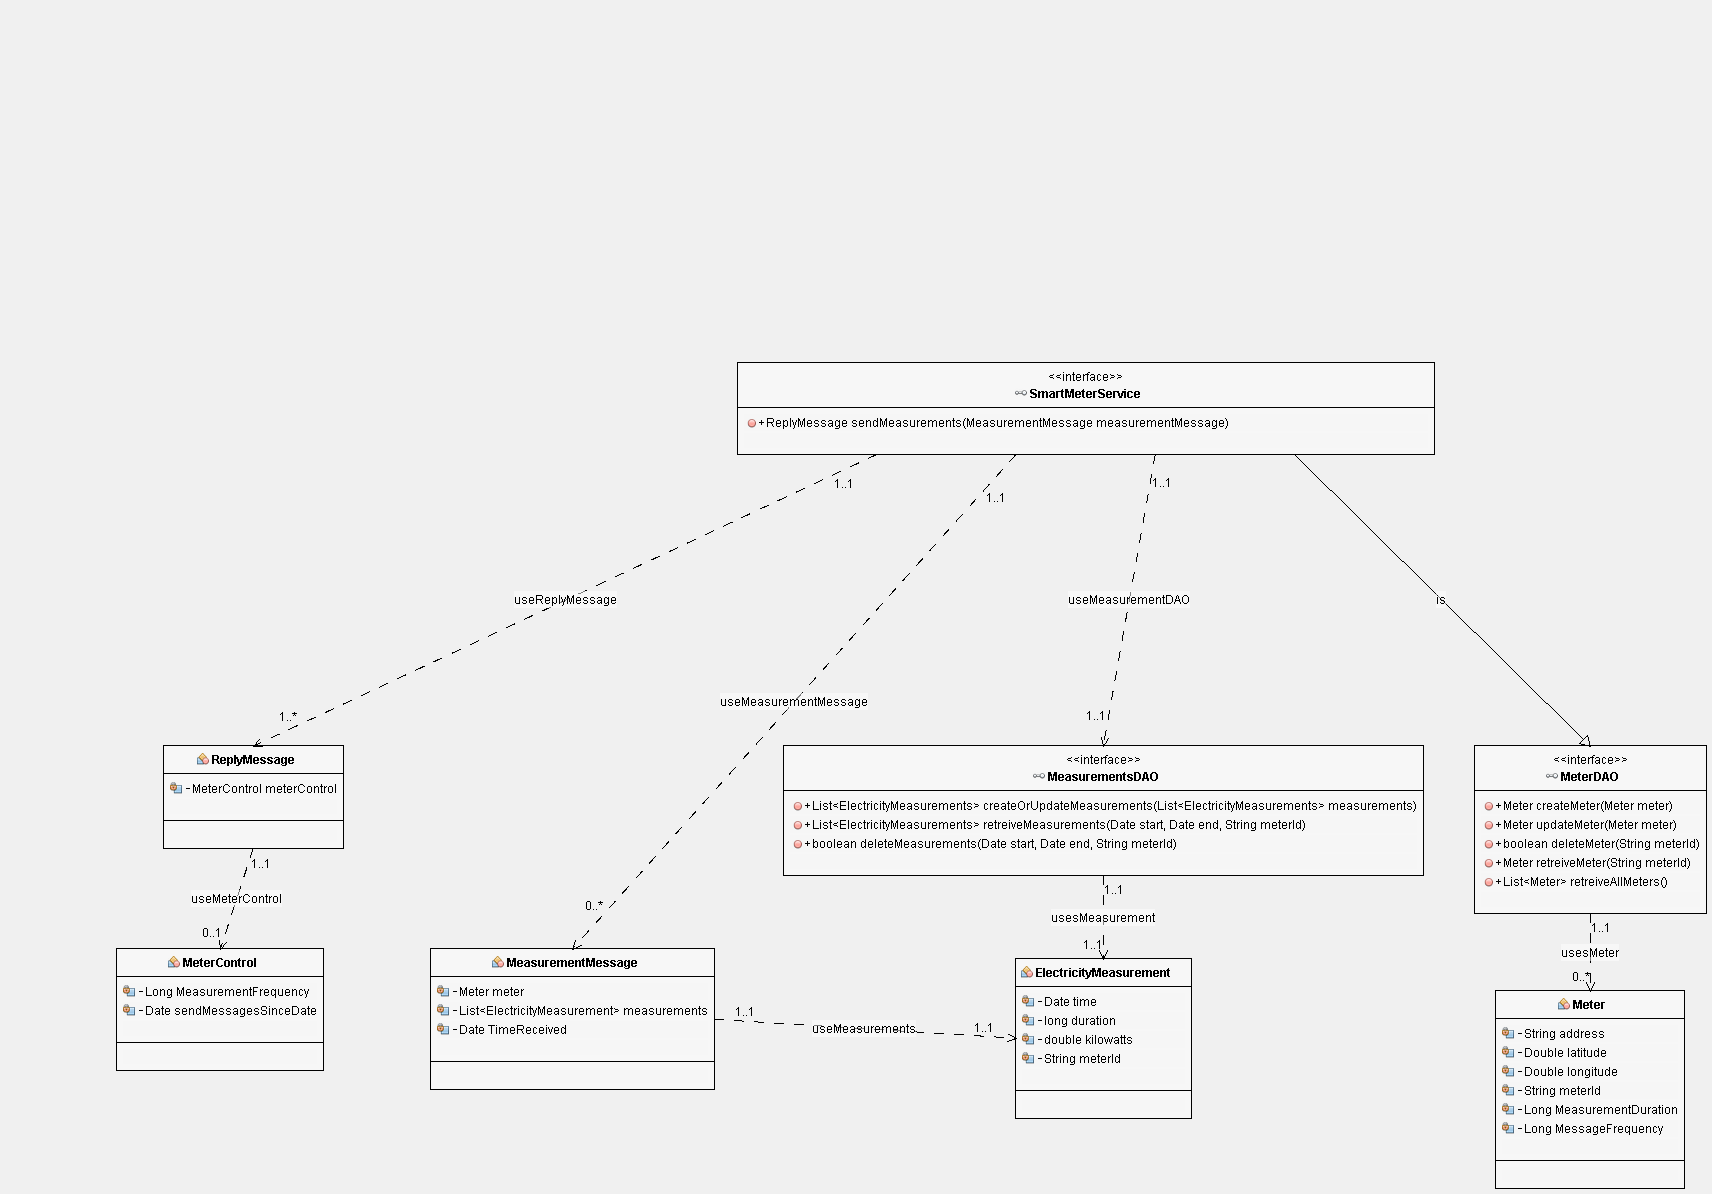 <<interface>>
SmartMeterService
+ReplyMessage sendMeasurements(MeasurementMessage measurementMessage)
1..1
1..1
1..1
useReplyMessage
useMeasurementDAO
is
useMeasurementMessage
1..*
1..1
ReplyMessage
-MeterControl meterControl
<<interface>>
MeasurementsDAO
+List<ElectricityMeasurements> createOrUpdateMeasurements(List<ElectricityMeasurements> measurements)
+List<ElectricityMeasurements> retreiveMeasurements(Date start, Date end, String meterId)
+boolean deleteMeasurements(Date start, Date end, String meterId)
<<interface>>
MeterDAO
+Meter createMeter(Meter meter)
+Meter updateMeter(Meter meter)
+boolean deleteMeter(String meterId)
+Meter retreiveMeter(String meterId)
+List<Meter> retreiveAllMeters()
1..1
useMeterControl
0..1
0..*
1..1
usesMeasurement
1..1
1..1
usesMeter
0..*
MeterControl
-Long MeasurementFrequency
-Date sendMessagesSinceDate
MeasurementMessage
-Meter meter
-List<ElectricityMeasurement> measurements
-Date TimeReceived
1..1
useMeasurements
1..1
ElectricityMeasurement
-Date time
-long duration
-double kilowatts
-String meterId
Meter
-String address
-Double latitude
-Double longitude
-String meterId
-Long MeasurementDuration
-Long MessageFrequency